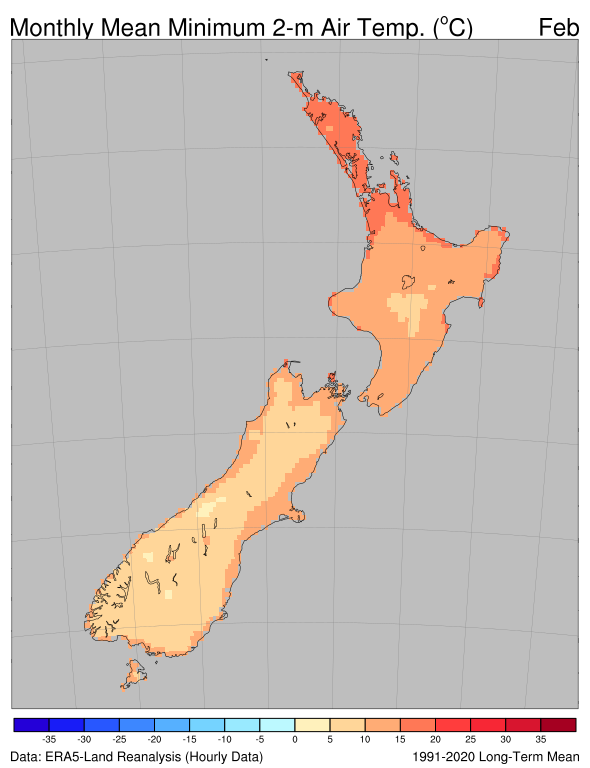 Monthly Mean Minimum 2-m Air Temp. (°C) Feb
-35 -30 -25 -20 -15 -10 -5 0 5 10 15 20 25 30 35
Data: ERA5-Land Reanalysis (Hourly Data) 1991-2020 Long-Term Mean